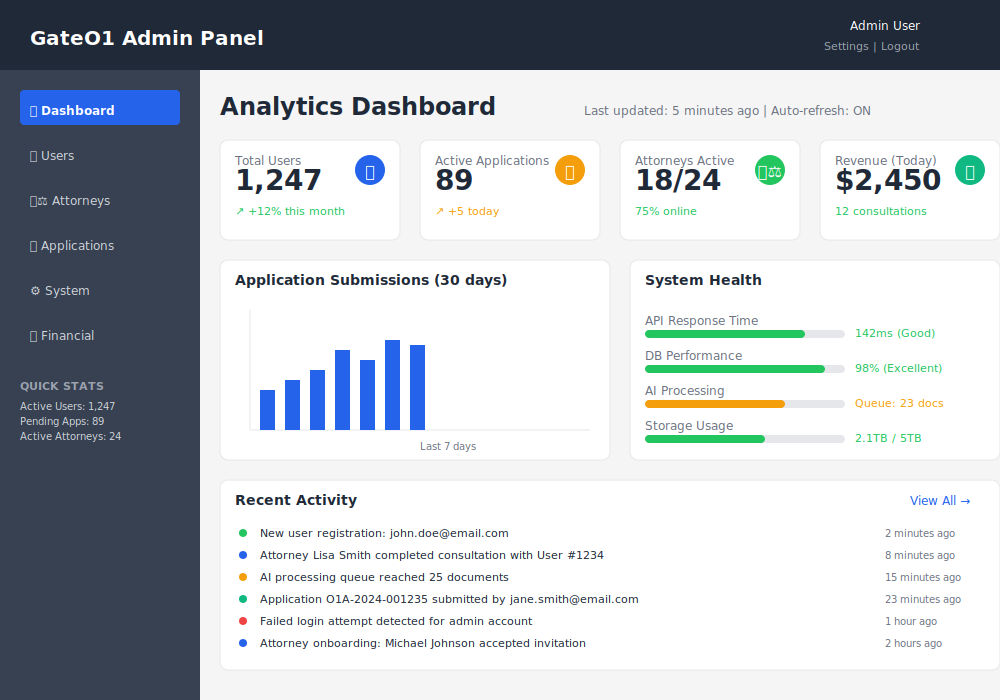 GateO1 Admin Panel
Admin User
Settings | Logout
Dashboard
Users
⚖ Attorneys
Applications
⚙ System
Financial
QUICK STATS
Active Users: 1,247
Pending Apps: 89
Active Attorneys: 24
Analytics Dashboard
Last updated: 5 minutes ago | Auto-refresh: ON
Total Users
1,247
↗ +12% this month
Active Applications
89
↗ +5 today
Attorneys Active
18/24
⚖
75% online
Revenue (Today)
$2,450
12 consultations
Application Submissions (30 days)
Last 7 days
System Health
API Response Time
142ms (Good)
DB Performance
98% (Excellent)
AI Processing
Queue: 23 docs
Storage Usage
2.1TB / 5TB
Recent Activity
View All →
New user registration: john.doe@email.com 2 minutes ago
Attorney Lisa Smith completed consultation with User #1234 8 minutes ago
AI processing queue reached 25 documents 15 minutes ago
Application O1A-2024-001235 submitted by jane.smith@email.com 23 minutes ago
Failed login attempt detected for admin account 1 hour ago
Attorney onboarding: Michael Johnson accepted invitation 2 hours ago